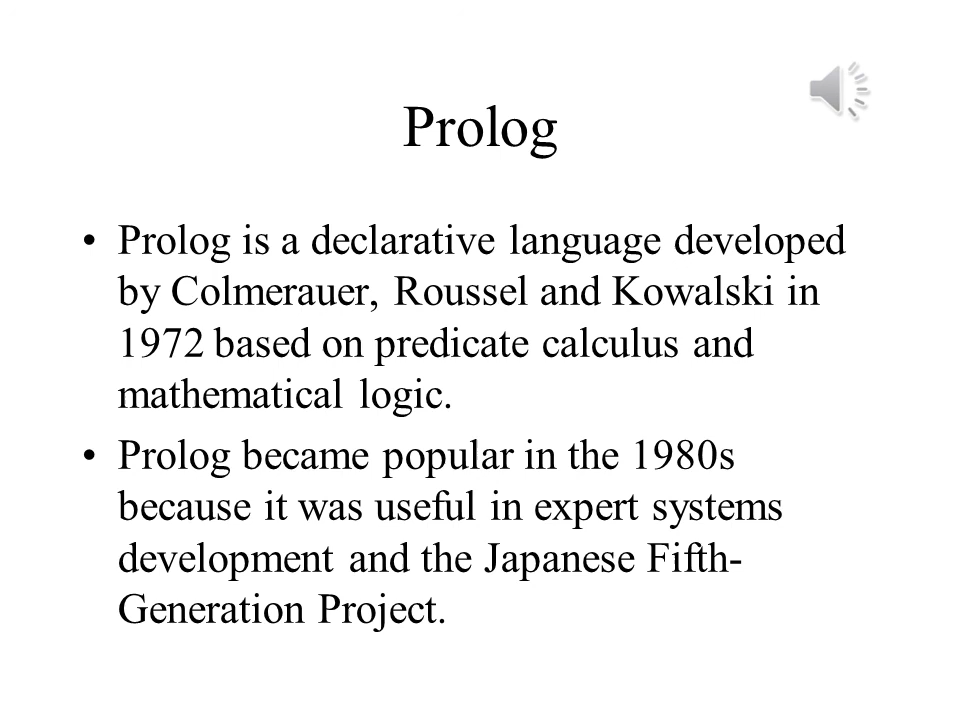 Prolog
• Prolog is a declarative language developed
by Colmerauer, Roussel and Kowalski in
1972 based on predicate calculus and
mathematical logic.
• Prolog became popular in the 1980s
because it was useful in expert systems
development and the Japanese Fifth-
Generation Project.